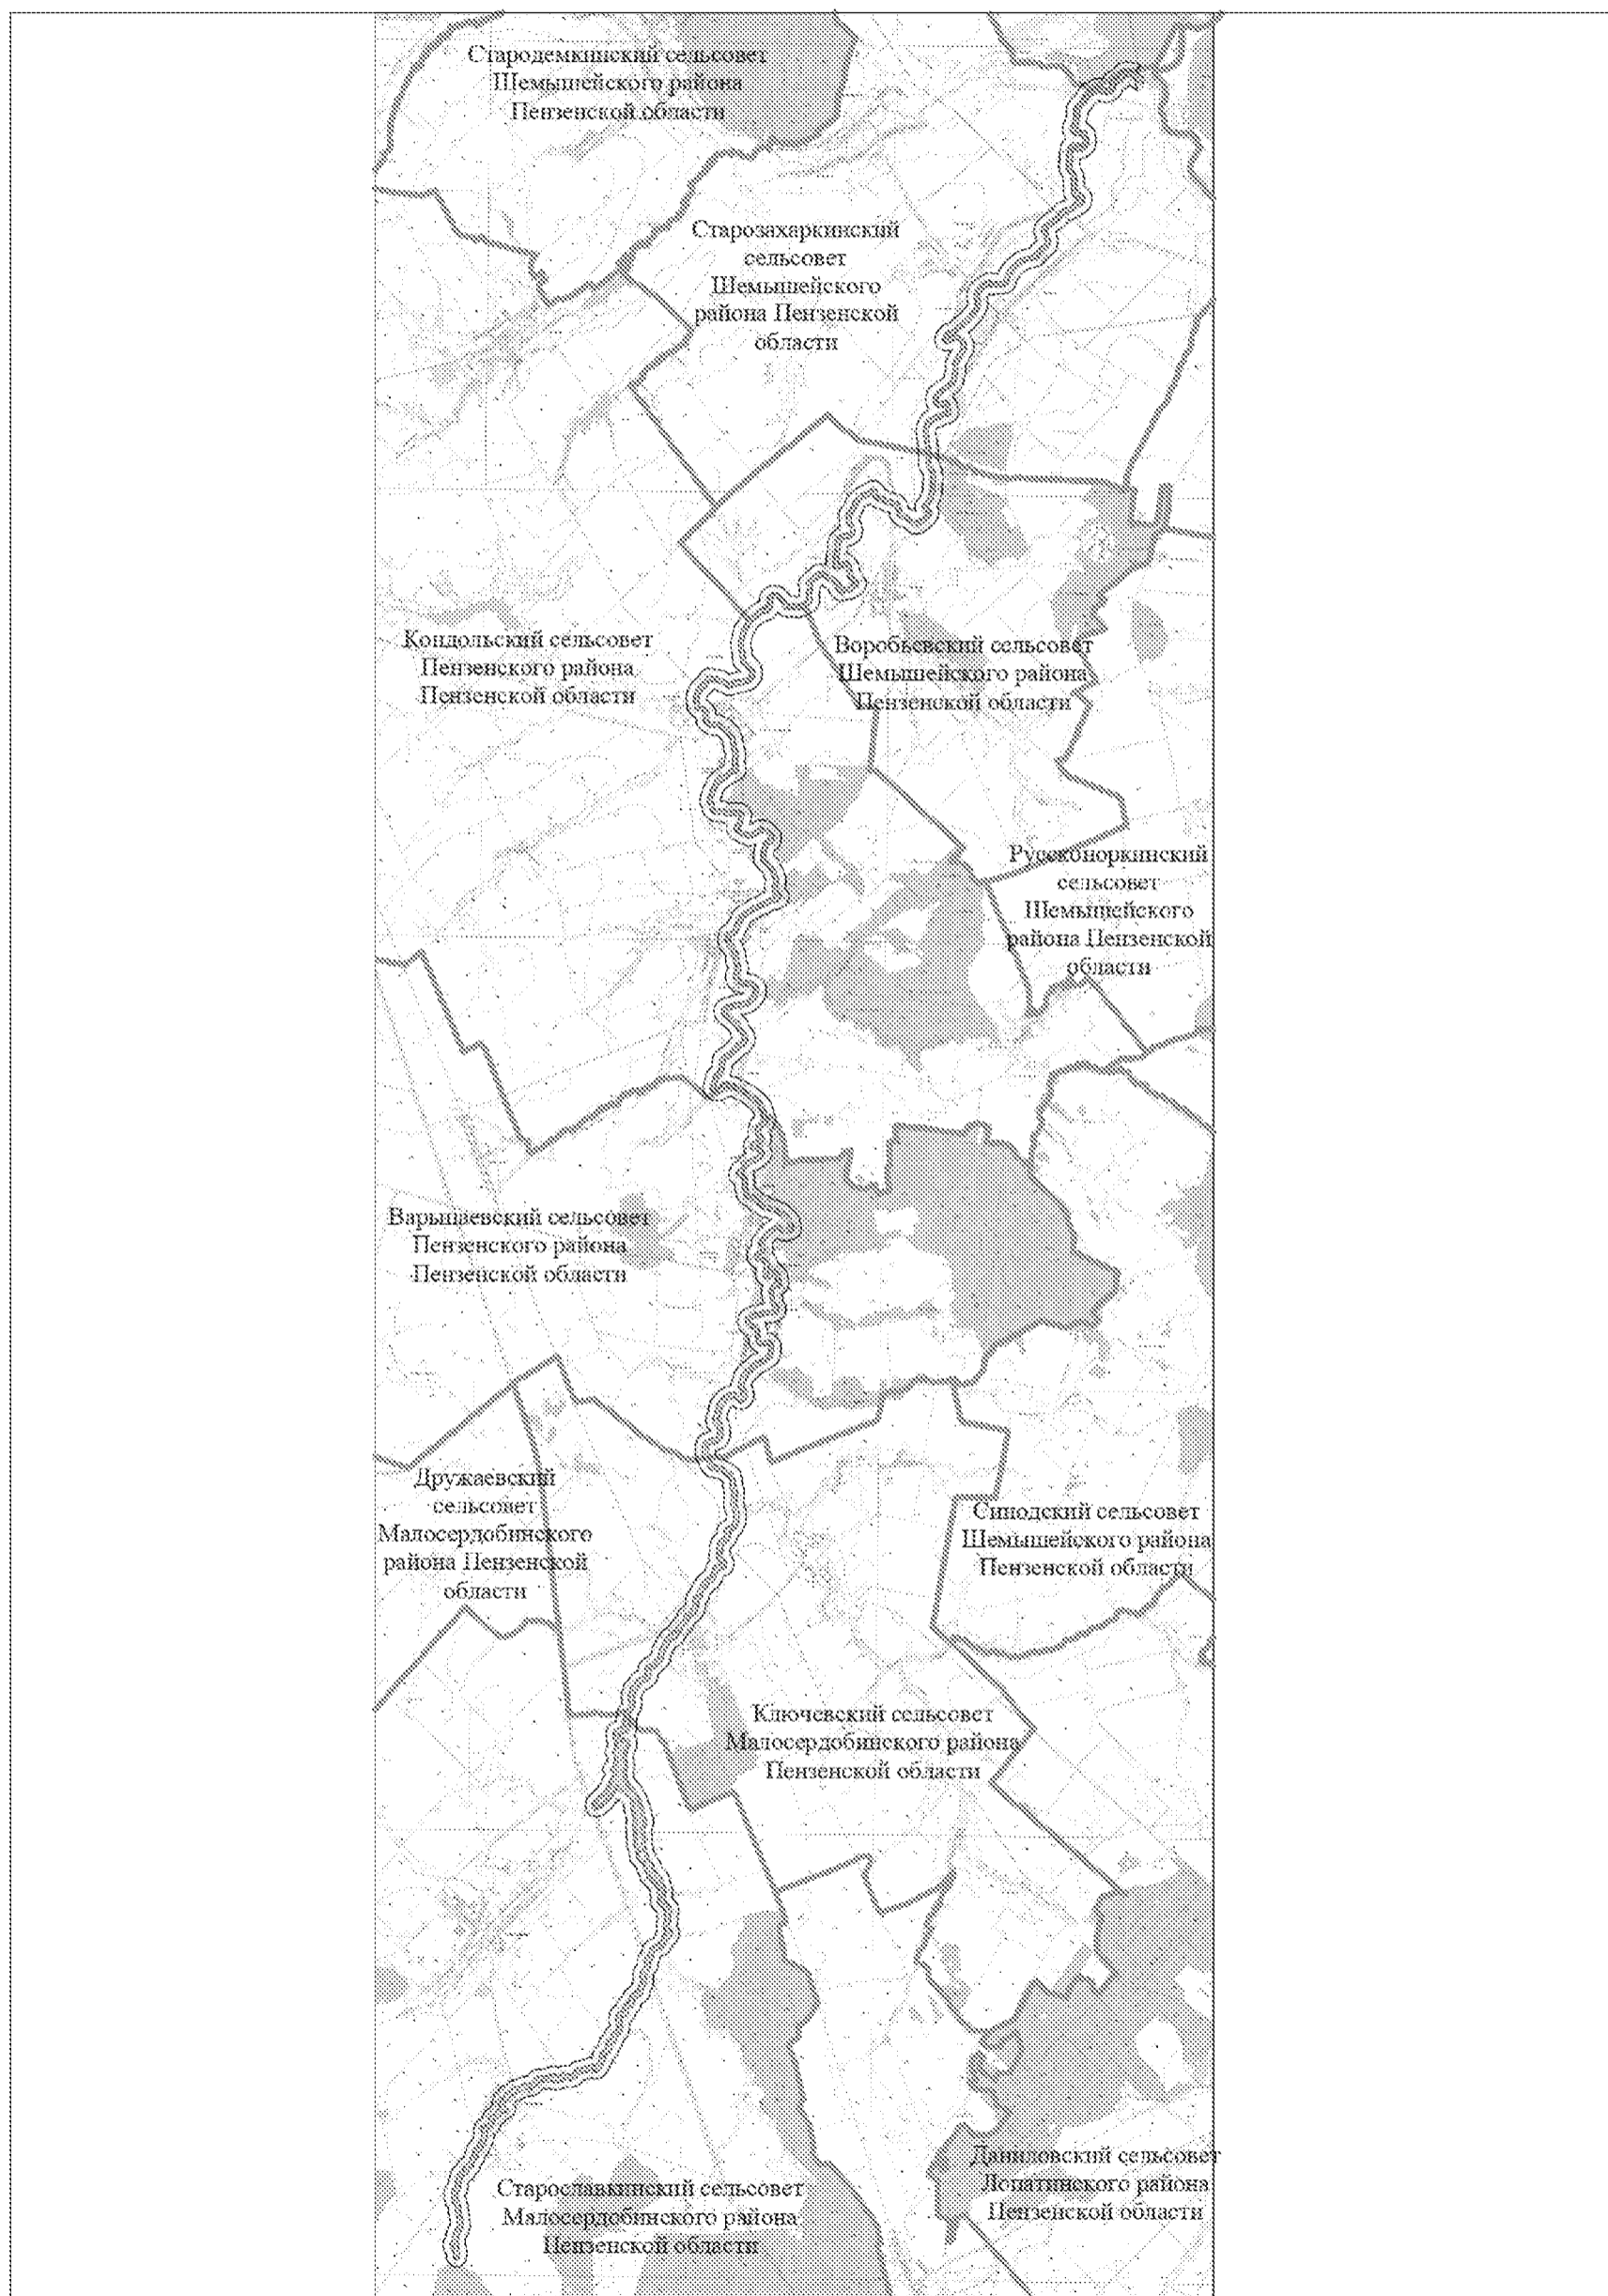 Стародемкинский сельсовет
Шемышейского района
Пензенской области
Старозахаркинский
сельсовет
Шемышейского
района Пензенской
области
Кондольский сельсовет
Пензенского района
Пензенской области
Воробьевский сельсовет
Шемышейского района
Пензенской области
Руссконоркинский
сельсовет
Шемышейского
района Пензенской
области
Варыпаевский сельсовет
Пензенского района
Пензенской области
Дружаевский
сельсовет
Малосердобинского
района Пензенской
области
Синодский сельсовет
Шемышейского района
Пензенской области
Ключевский сельсовет
Малосердобинского района
Пензенской области
Даниловский сельсовет
Лопатинского района
Пензенской области
Старославкинский сельсовет
Малосердобинского района
Пензенской области